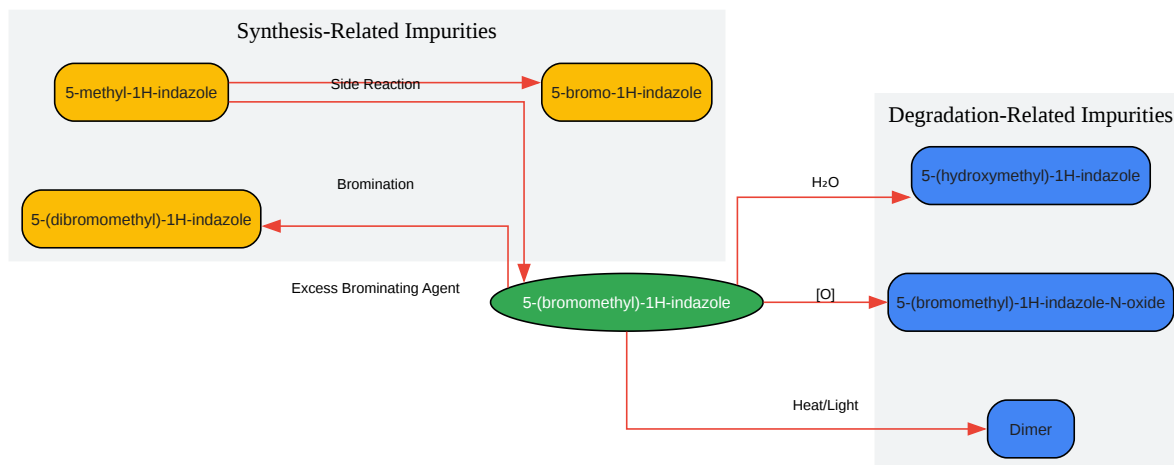 Synthesis-Related Impurities
5-methyl-1H-indazole
Side Reaction
5-bromo-1H-indazole
Bromination
5-(dibromomethyl)-1H-indazole
Excess Brominating Agent
5-(bromomethyl)-1H-indazole
Degradation-Related Impurities
H₂O
5-(hydroxymethyl)-1H-indazole
[O]
5-(bromomethyl)-1H-indazole-N-oxide
Heat/Light
Dimer